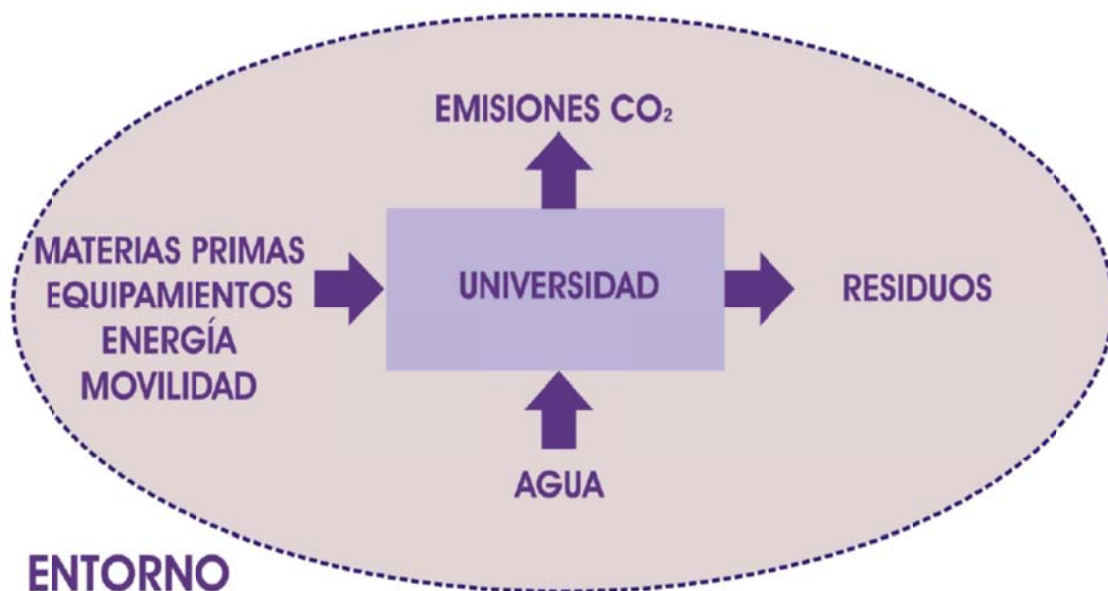 EMISIONES CO₂
MATERIAS PRIMAS
EQUIPAMIENTOS
ENERGÍA
MOVILIDAD
UNIVERSIDAD
RESIDUOS
AGUA
ENTORNO